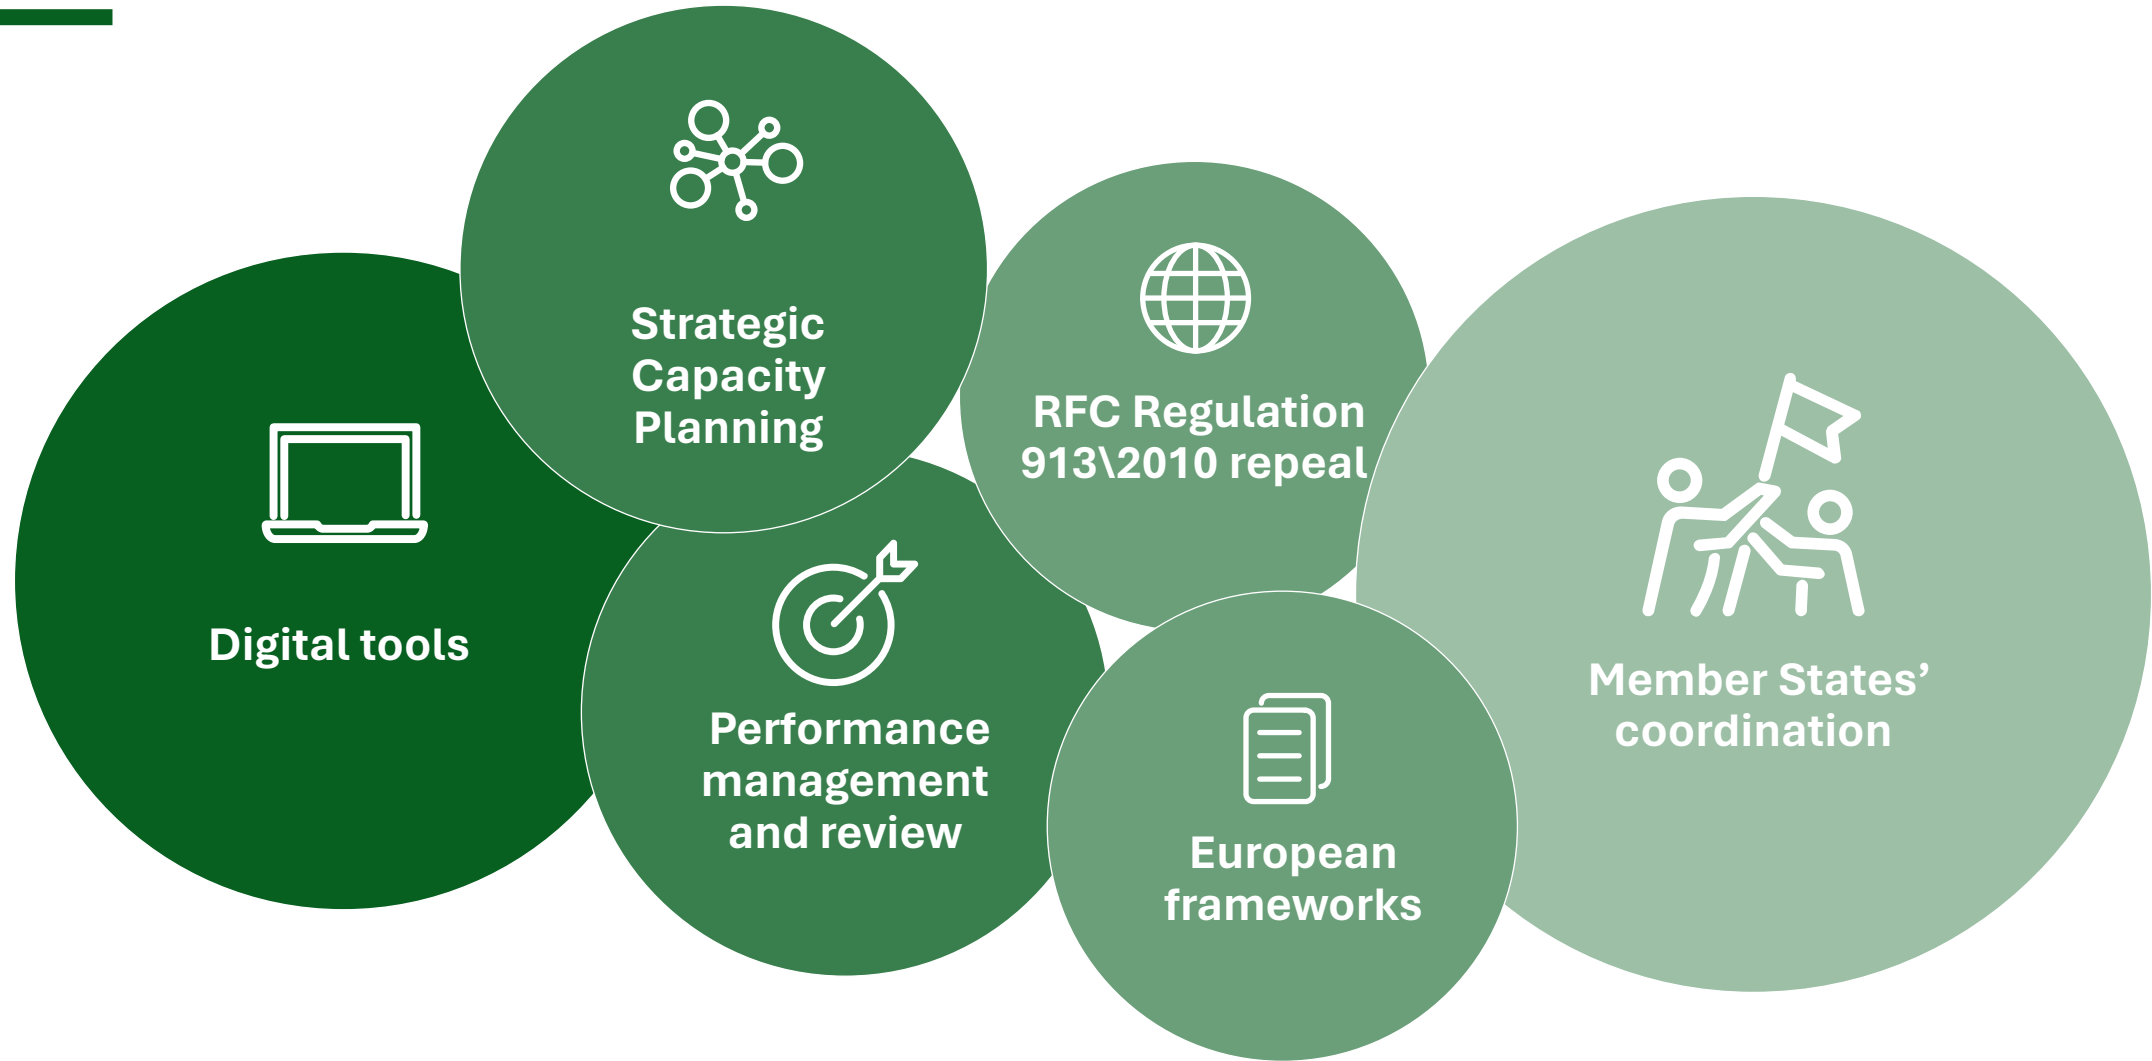 Digital tools
Strategic
Capacity
Planning
Performance
management
and review
RFC Regulation
913\2010 repeal
European
frameworks
Member States’
coordination